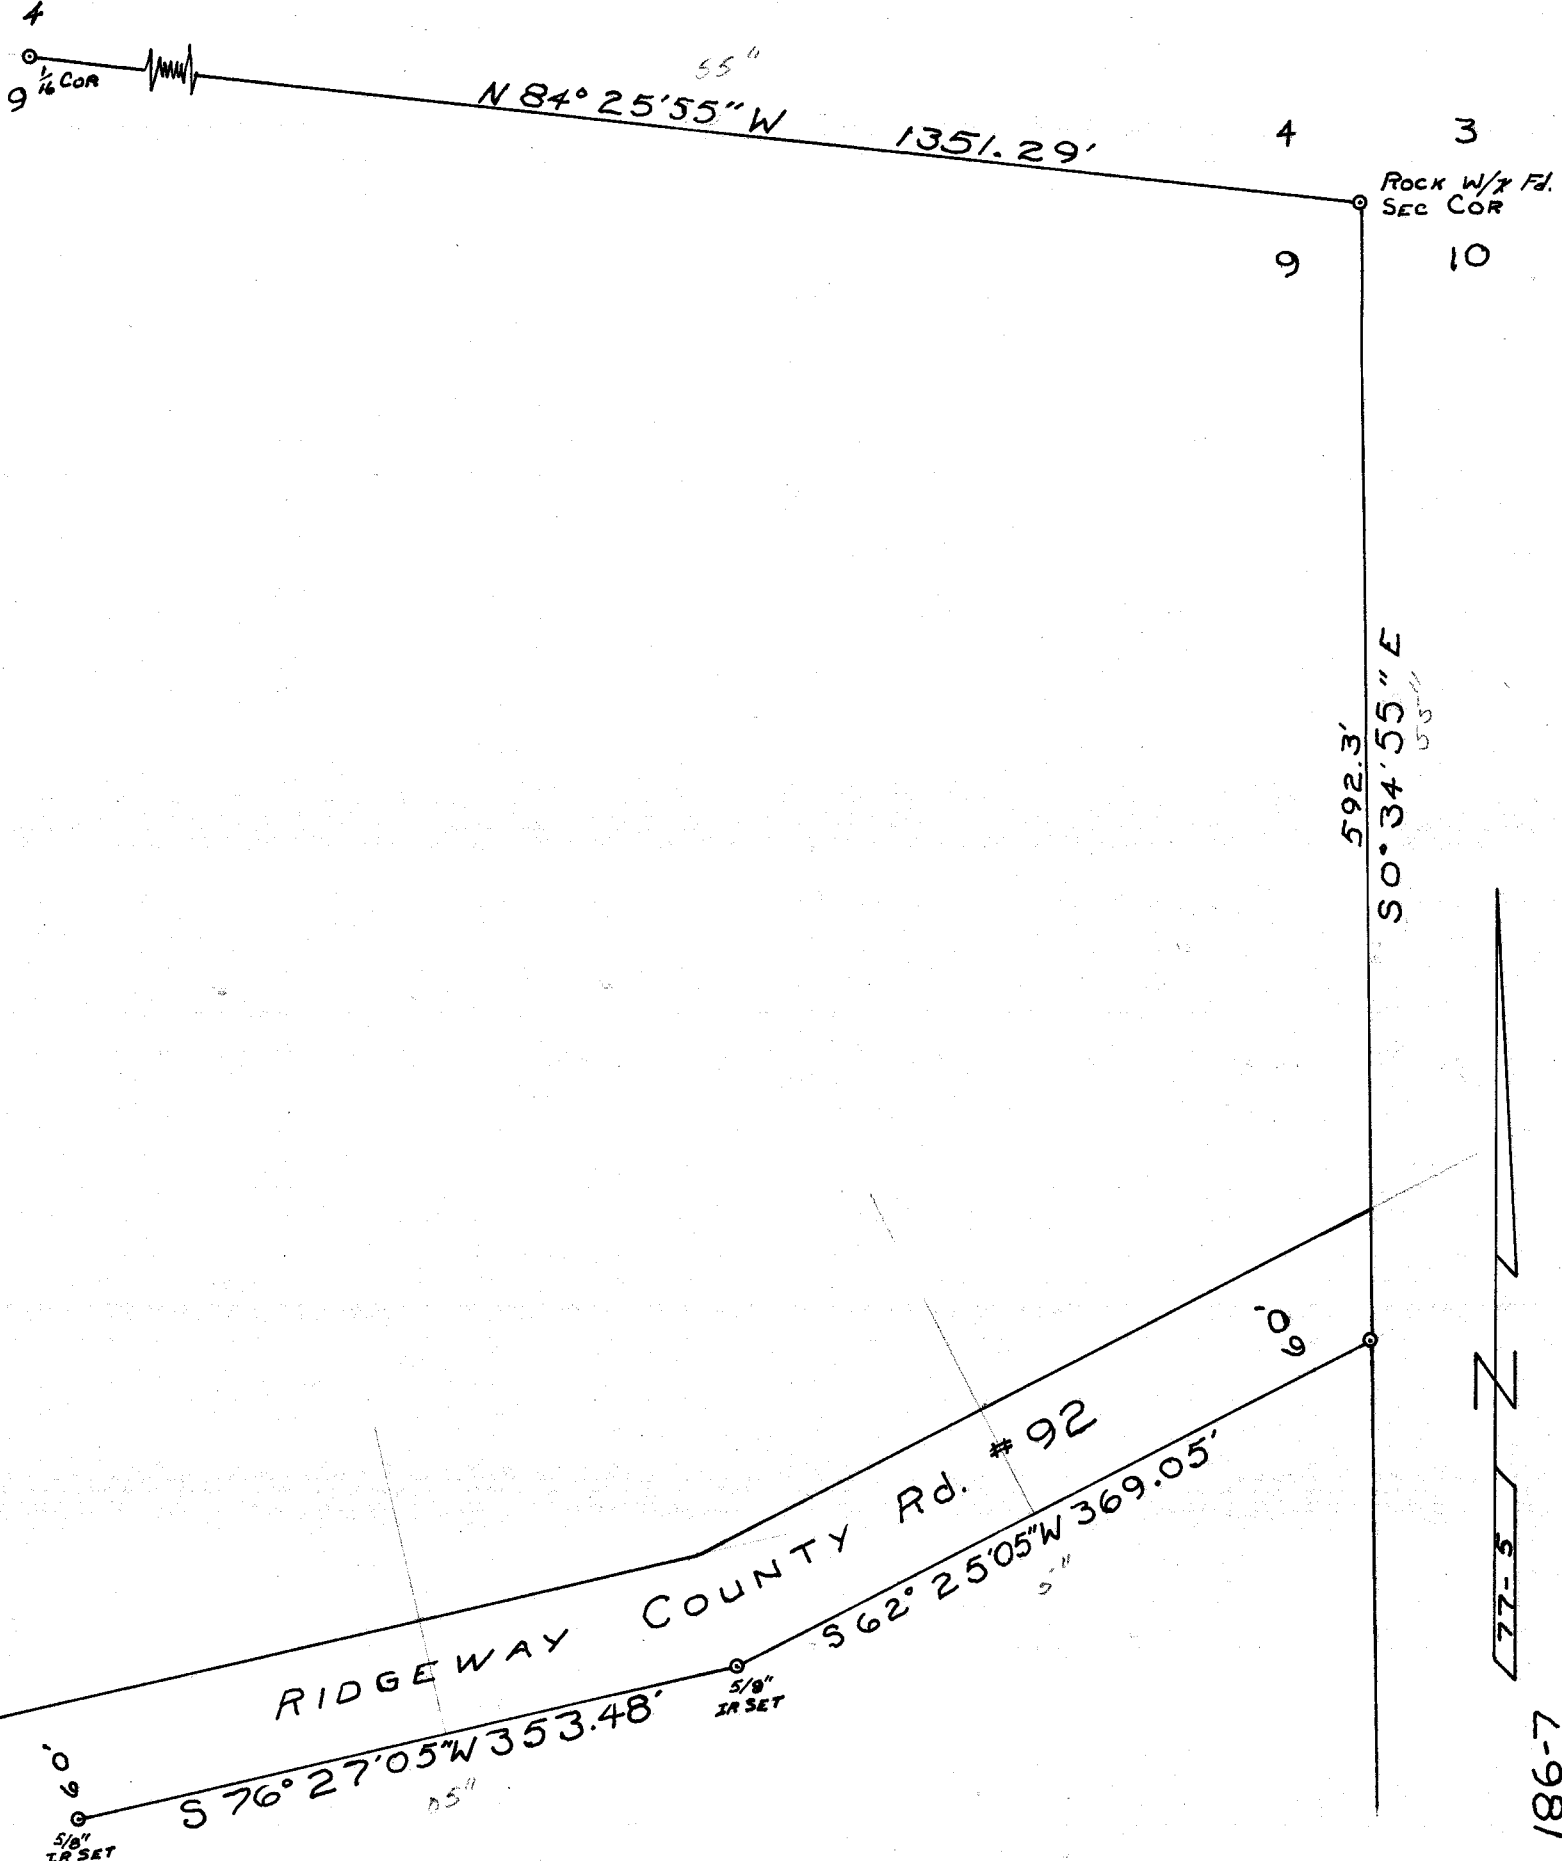 4
9
1/16 COR
55"
N 84° 25'55" W 1351.29'
4 3
ROCK W/X Fd.
SEC COR
9 10
592.3'
S 0° 34' 55" E
55"
60'
RIDGEWAY COUNTY Rd. # 92
S 62° 25'05" W 369.05'
5"
5/8"
IR SET
S 76° 27'05" W 353.48'
05"
60'
5/8"
IR SET
N
77-5
186-7